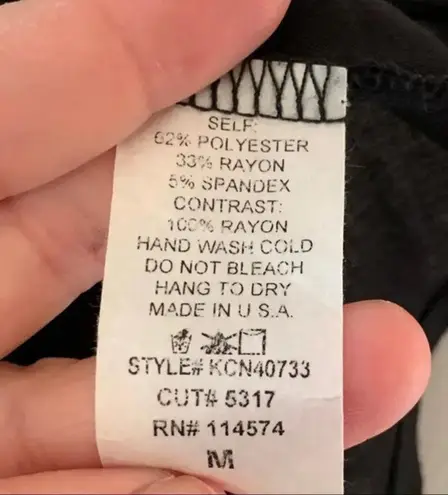 SELF:
62% POLYESTER
33% RAYON
5% SPANDEX
CONTRAST:
100% RAYON
HAND WASH COLD
DO NOT BLEACH
HANG TO DRY
MADE IN U.S.A.
STYLE# KCN40733
CUT# 5317
RN# 114574
M